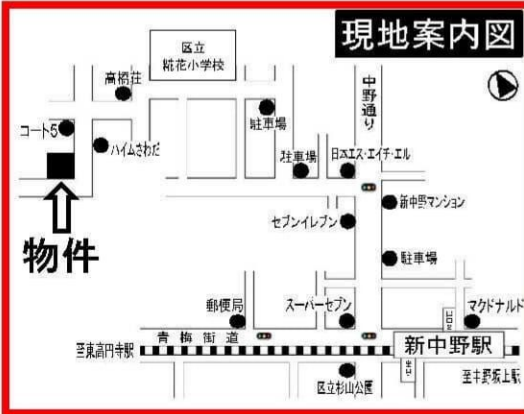 現地案内図
区立
糀花小学校
高橋荘
中野通り
駐車場
コート5
ハイムさわだ
駐車場
日本エス・エイチ・エル
新中野マンション
セブンイレブン
物件
駐車場
郵便局
スーパーセブン
マクドナルド
青梅街道
新中野駅
至東高円寺駅
至中野坂上駅
区立杉山公園